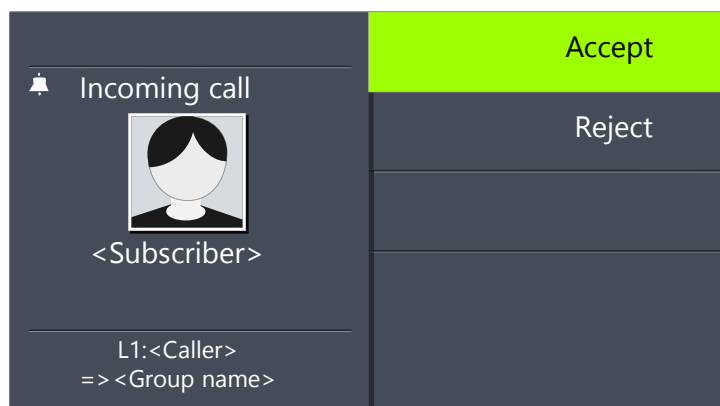 Incoming call
<Subscriber>
L1:<Caller>
=><Group name>
Accept
Reject